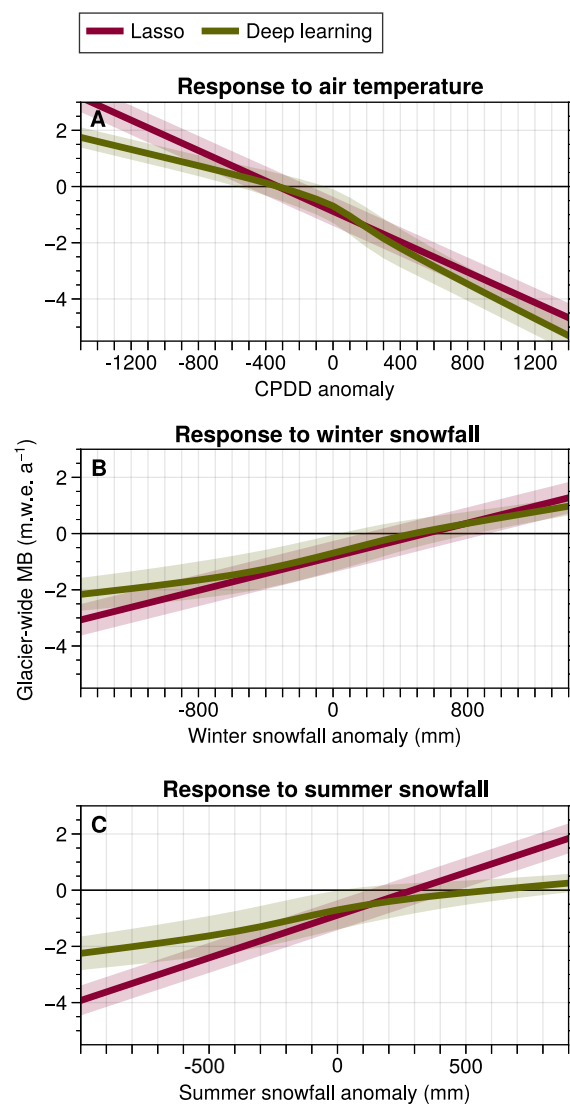 Lasso Deep learning
Response to air temperature
A
2
0
−2
−4
-1200 -800 -400 0 400 800 1200
CPDD anomaly
Response to winter snowfall
B
2
0
−2
−4
-800 0 800
Winter snowfall anomaly (mm)
Glacier-wide MB (m.w.e. a⁻¹)
Response to summer snowfall
C
2
0
−2
−4
-500 0 500
Summer snowfall anomaly (mm)